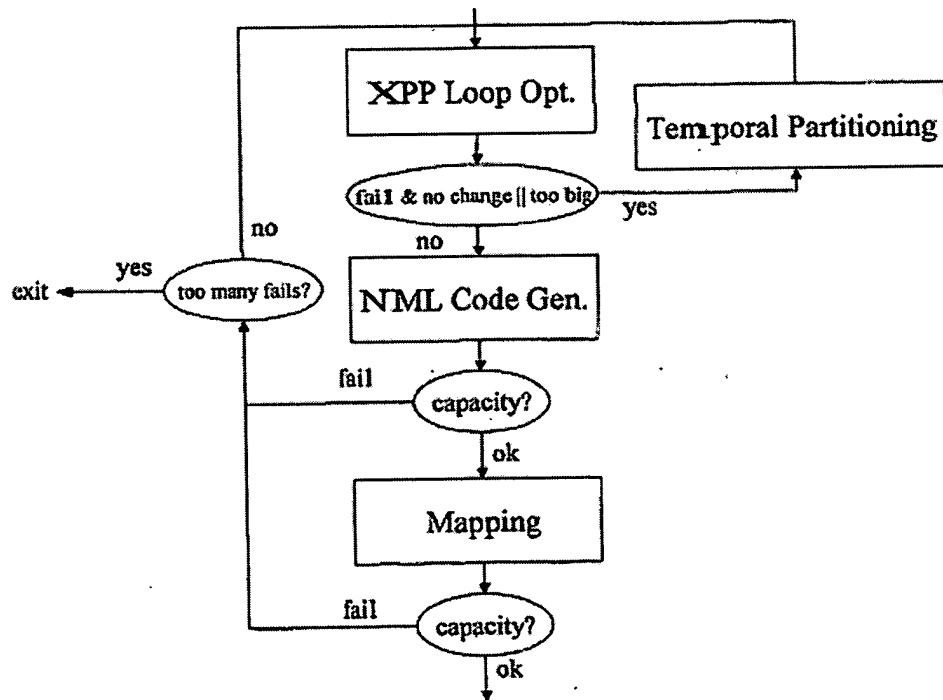 XPP Loop Opt.
Temporal Partitioning
fail & no change || too big
yes
no
no
yes
exit
too many fails?
NML Code Gen.
fail
capacity?
ok
Mapping
fail
capacity?
ok